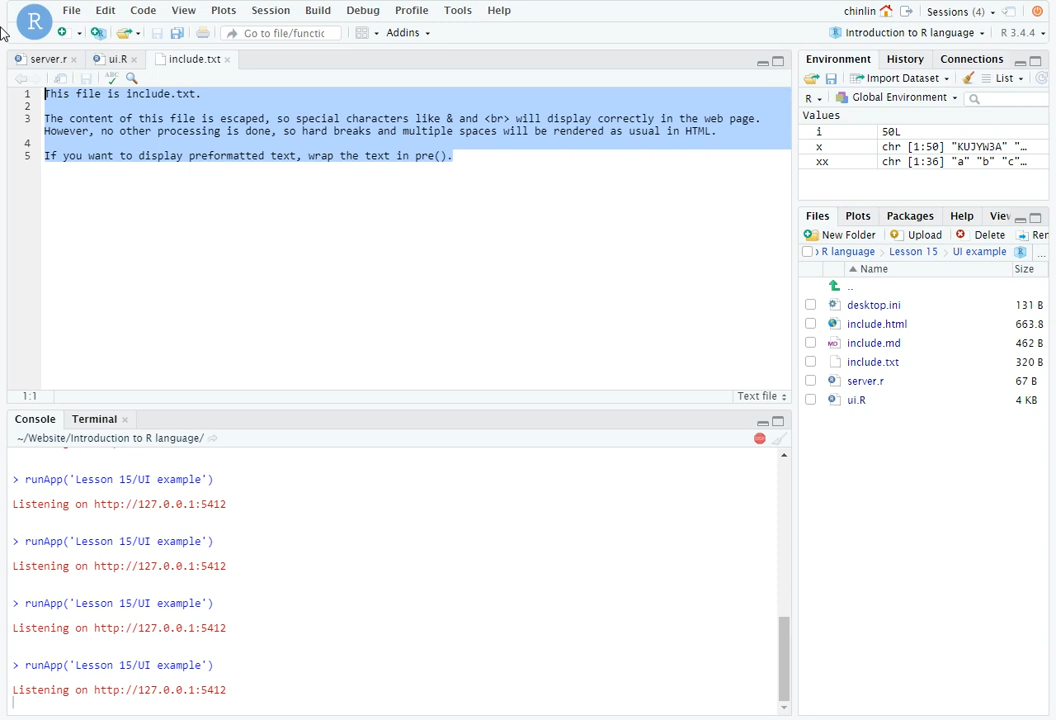 File Edit Code View Plots Session Build Debug Profile Tools Help
chinlin Sessions (4)
Go to file/functic Addins
Introduction to R language R 3.4.4
server.r ui.R include.txt
1 This file is include.txt.
2
3 The content of this file is escaped, so special characters like & and <br> will display correctly in the web page.
However, no other processing is done, so hard breaks and multiple spaces will be rendered as usual in HTML.
4
5 If you want to display preformatted text, wrap the text in pre().
1:1 Text file
Console Terminal
~/Website/Introduction to R language/
> runApp('Lesson 15/UI example')
Listening on http://127.0.0.1:5412
> runApp('Lesson 15/UI example')
Listening on http://127.0.0.1:5412
> runApp('Lesson 15/UI example')
Listening on http://127.0.0.1:5412
> runApp('Lesson 15/UI example')
Listening on http://127.0.0.1:5412
Environment History Connections
Import Dataset List
R Global Environment
Values
i 50L
x chr [1:50] "KUJYW3A" "…
xx chr [1:36] "a" "b" "c"…
Files Plots Packages Help Viev
New Folder Upload Delete Ren
R language Lesson 15 UI example ...
Name Size
..
desktop.ini 131 B
include.html 663.8
include.md 462 B
include.txt 320 B
server.r 67 B
ui.R 4 KB